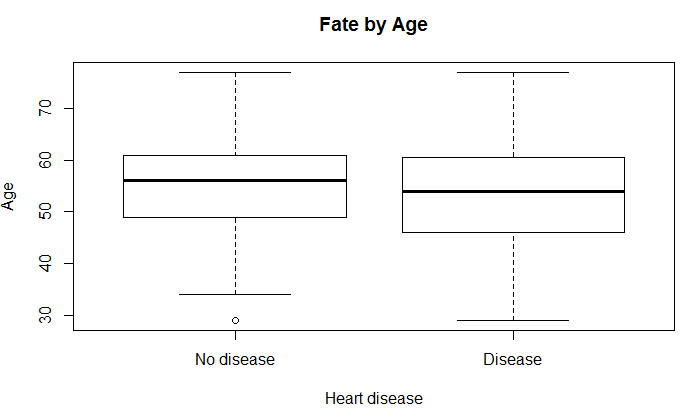 Fate by Age
Age
70
60
50
40
30
No disease
Disease
Heart disease